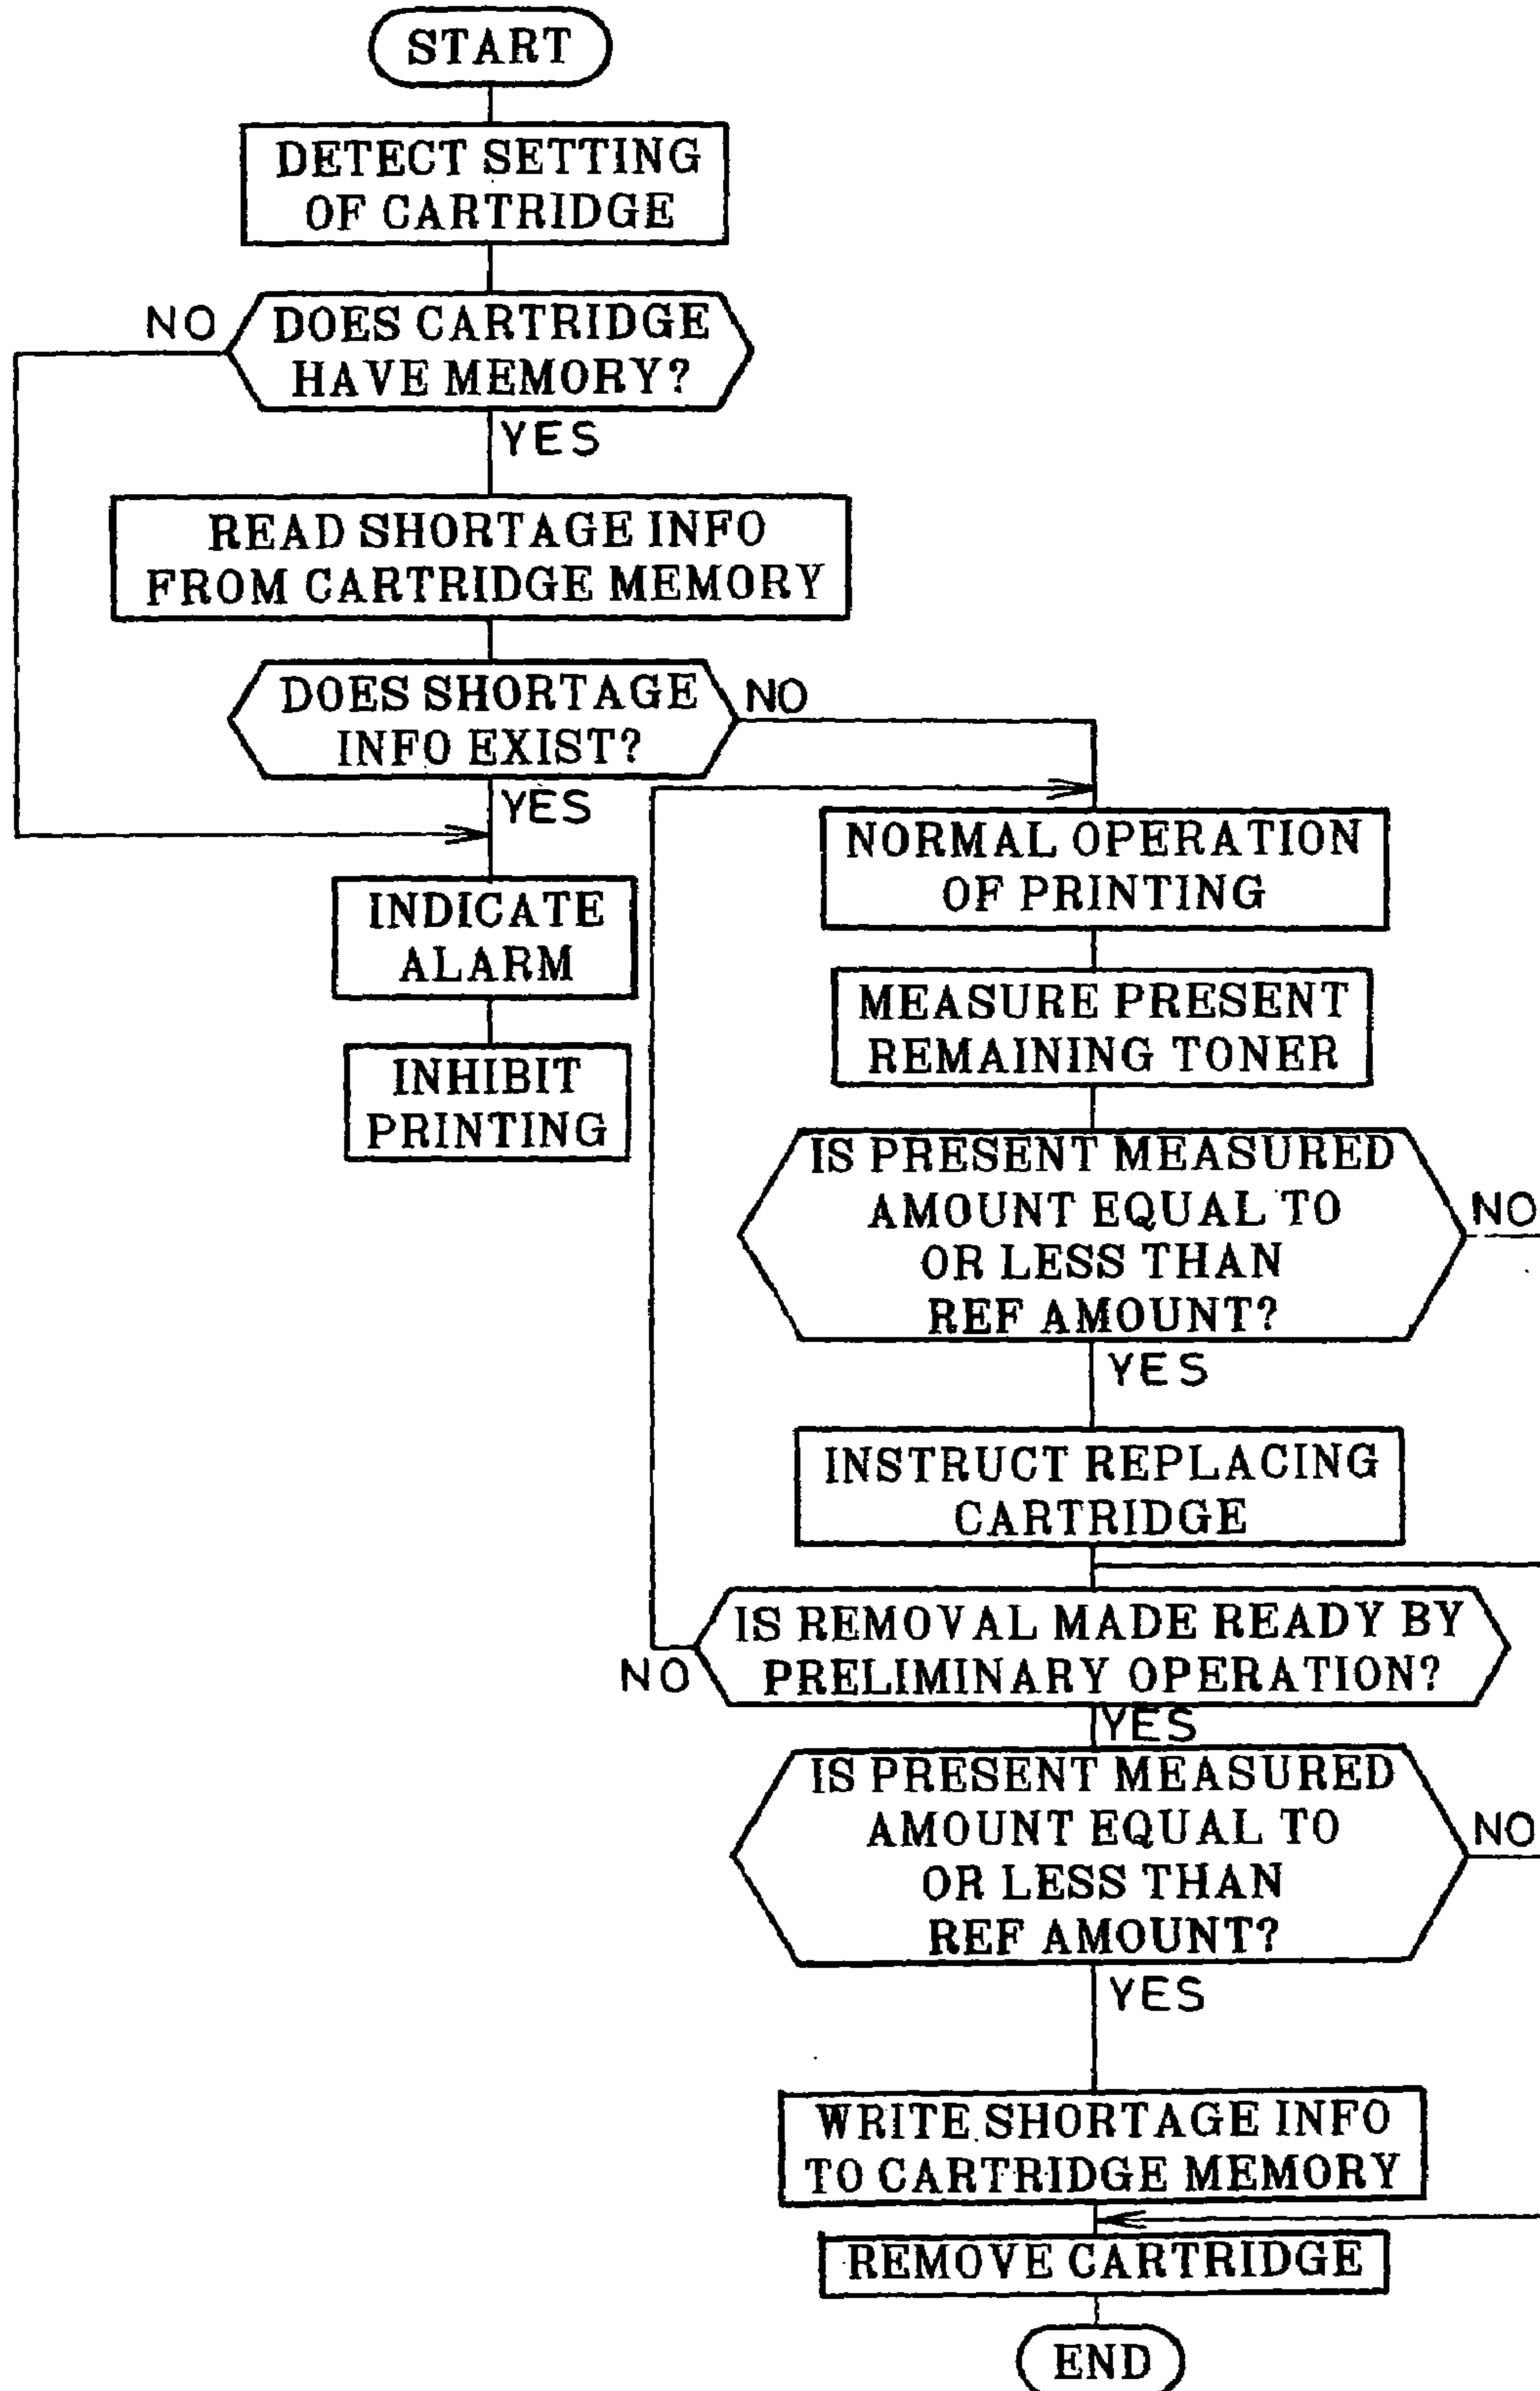 START
DETECT SETTING
OF CARTRIDGE
NO
DOES CARTRIDGE
HAVE MEMORY?
YES
READ SHORTAGE INFO
FROM CARTRIDGE MEMORY
DOES SHORTAGE
INFO EXIST?
NO
YES
INDICATE
ALARM
INHIBIT
PRINTING
NORMAL OPERATION
OF PRINTING
MEASURE PRESENT
REMAINING TONER
IS PRESENT MEASURED
AMOUNT EQUAL TO
OR LESS THAN
REF AMOUNT?
NO
YES
INSTRUCT REPLACING
CARTRIDGE
IS REMOVAL MADE READY BY
PRELIMINARY OPERATION?
NO
YES
IS PRESENT MEASURED
AMOUNT EQUAL TO
OR LESS THAN
REF AMOUNT?
NO
YES
WRITE SHORTAGE INFO
TO CARTRIDGE MEMORY
REMOVE CARTRIDGE
END